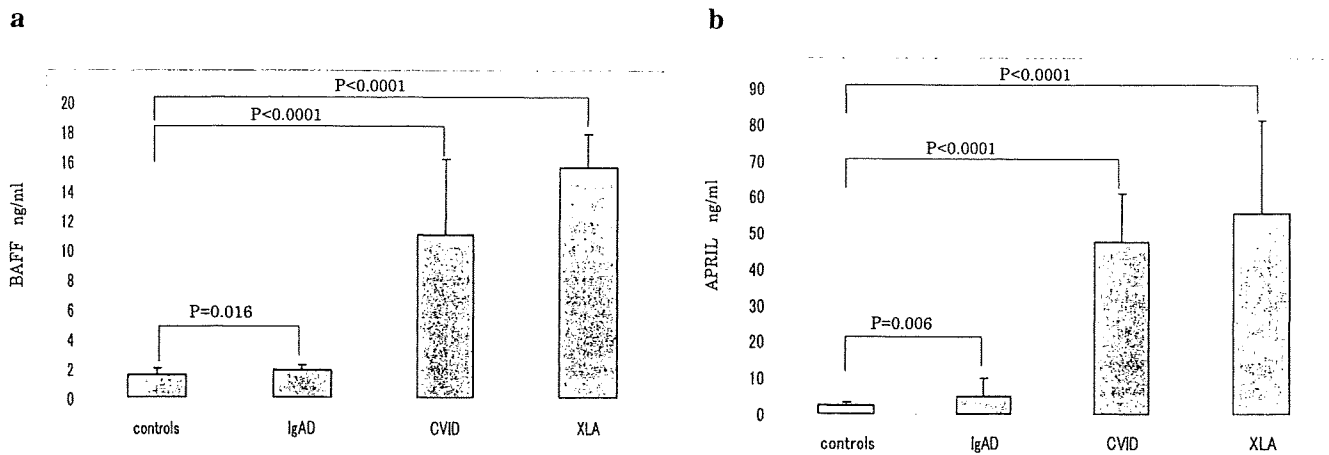 a
P<0.0001
P<0.0001
P=0.016
BAFF ng/ml
20
18
16
14
12
10
8
6
4
2
0
controls IgAD CVID XLA
b
P<0.0001
P<0.0001
P=0.006
APRIL ng/ml
90
80
70
60
50
40
30
20
10
0
controls IgAD CVID XLA